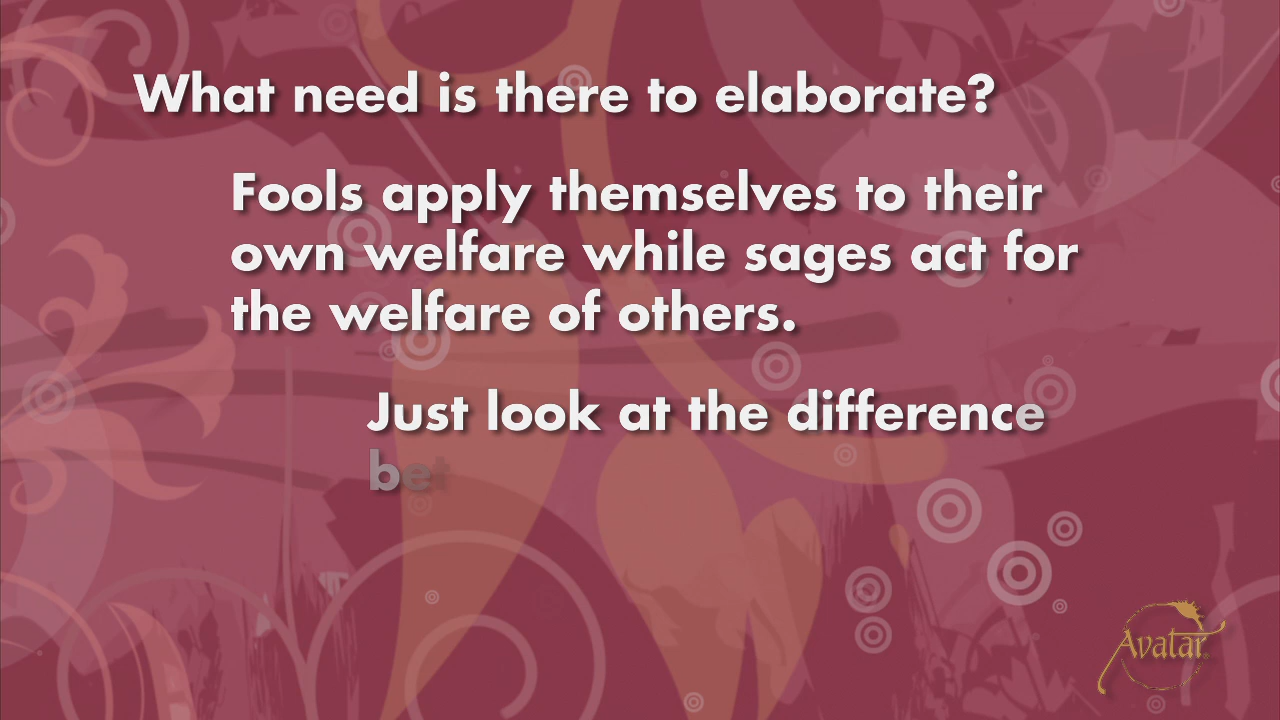 What need is there to elaborate?
Fools apply themselves to their
own welfare while sages act for
the welfare of others.
Just look at the difference
bet
Avatar